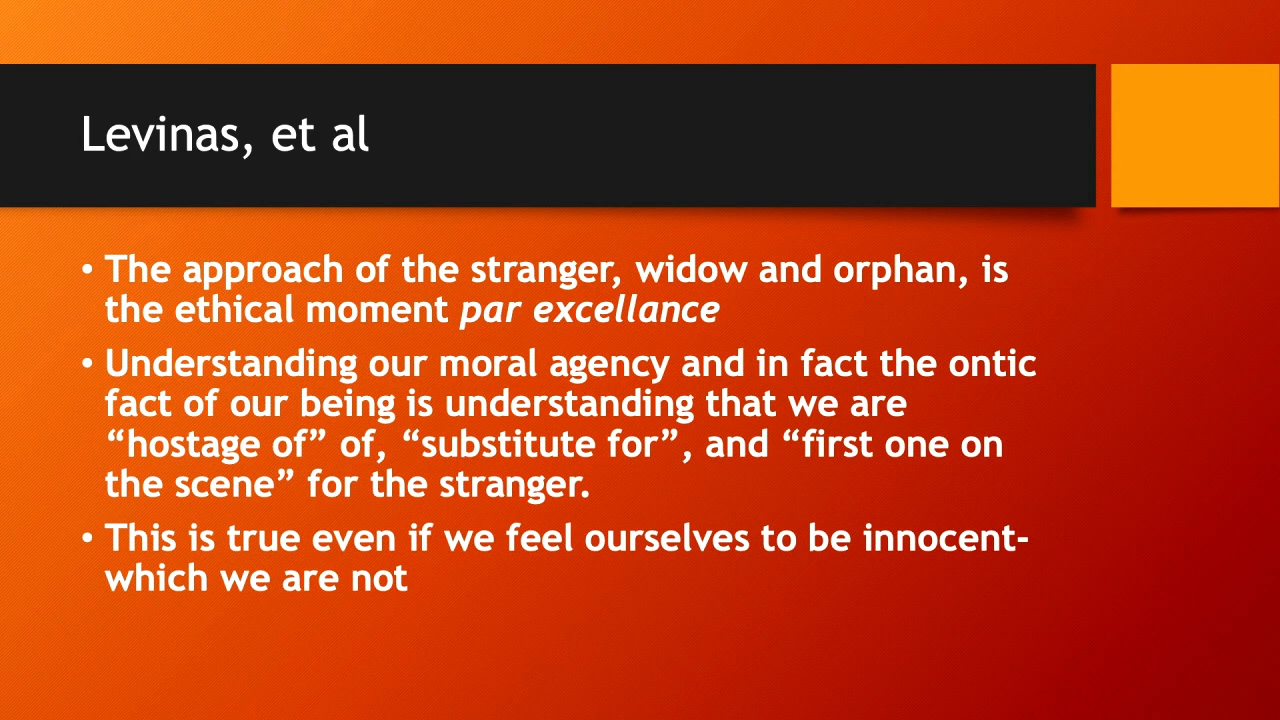 Levinas, et al
• The approach of the stranger, widow and orphan, is
the ethical moment par excellance
• Understanding our moral agency and in fact the ontic
fact of our being is understanding that we are
“hostage of” of, “substitute for”, and “first one on
the scene” for the stranger.
• This is true even if we feel ourselves to be innocent-
which we are not